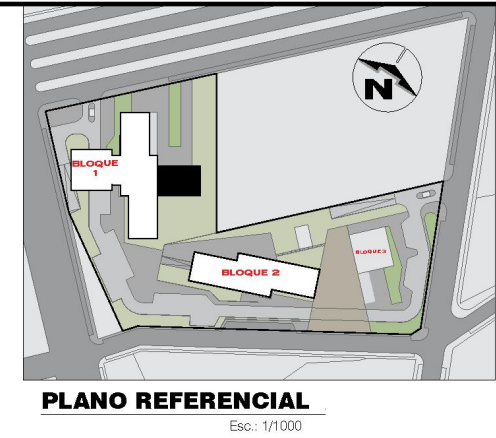 N
BLOQUE
1
BLOQUE 3
BLOQUE 2
PLANO REFERENCIAL
Esc.: 1/1000